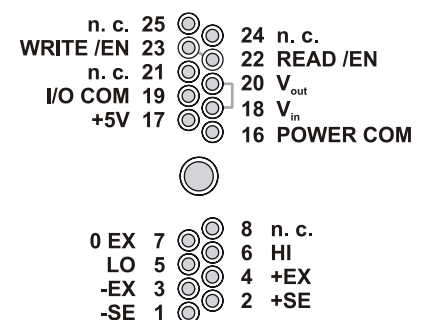 n. c. 25
24 n. c.
WRITE /EN 23
22 READ /EN
n. c. 21
20 Vout
I/O COM 19
18 Vin
+5V 17
16 POWER COM
8 n. c.
0 EX 7
6 HI
LO 5
4 +EX
-EX 3
2 +SE
-SE 1